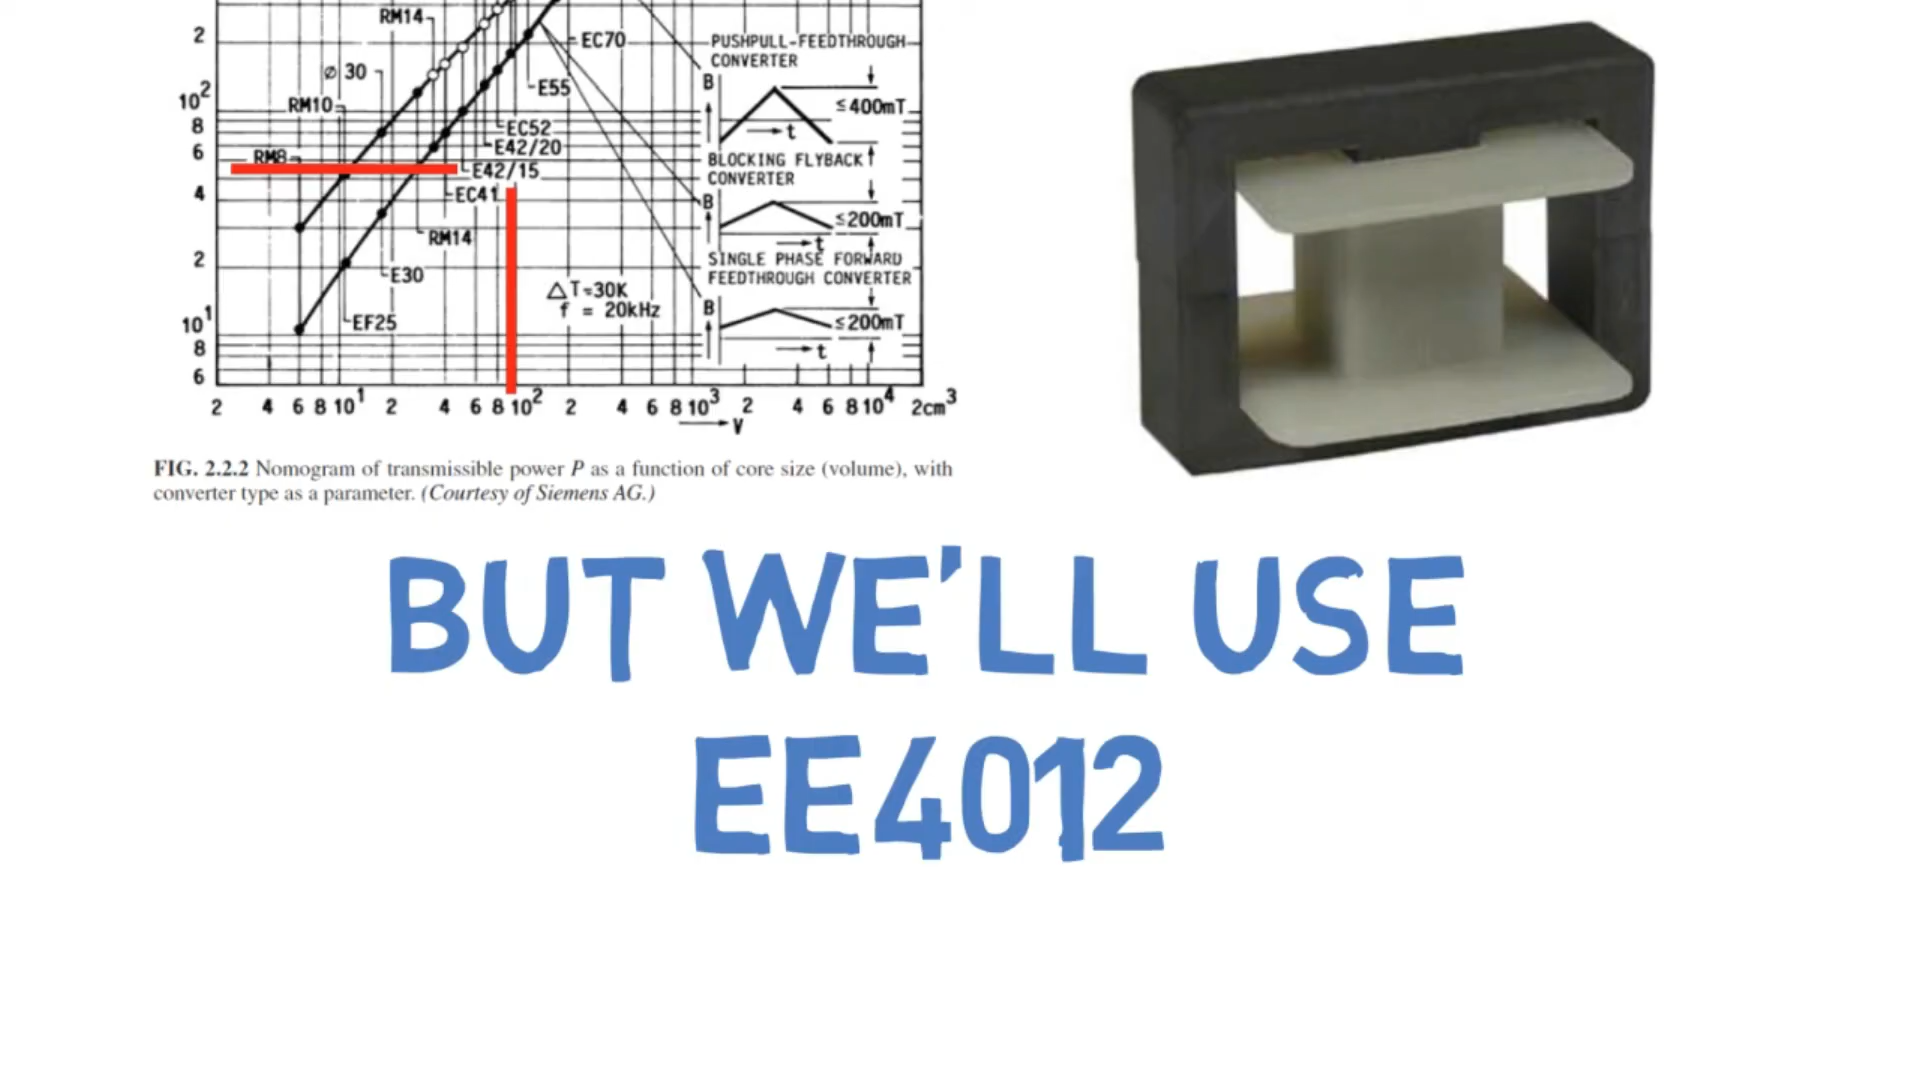 RM14
2
EC70
PUSHPULL-FEEDTHROUGH
CONVERTER
Ø 30
B
E55
10²
RM10
≤400mT
t
8
EC52
6
E42/20
RM8
BLOCKING FLYBACK
E42/15
CONVERTER
4
EC41
B
≤200mT
RM14
t
2
SINGLE PHASE FORWARD
E30
FEEDTHROUGH CONVERTER
ΔT≈30K
f = 20kHz
B
10¹
EF25
≤200mT
8
t
6
2 4 6 8 10¹ 2 4 6 8 10² 2 4 6 8 10³ 2 4 6 8 10⁴ 2cm³
V
FIG. 2.2.2 Nomogram of transmissible power P as a function of core size (volume), with
converter type as a parameter. (Courtesy of Siemens AG.)
BUT WE'LL USE
EE4012